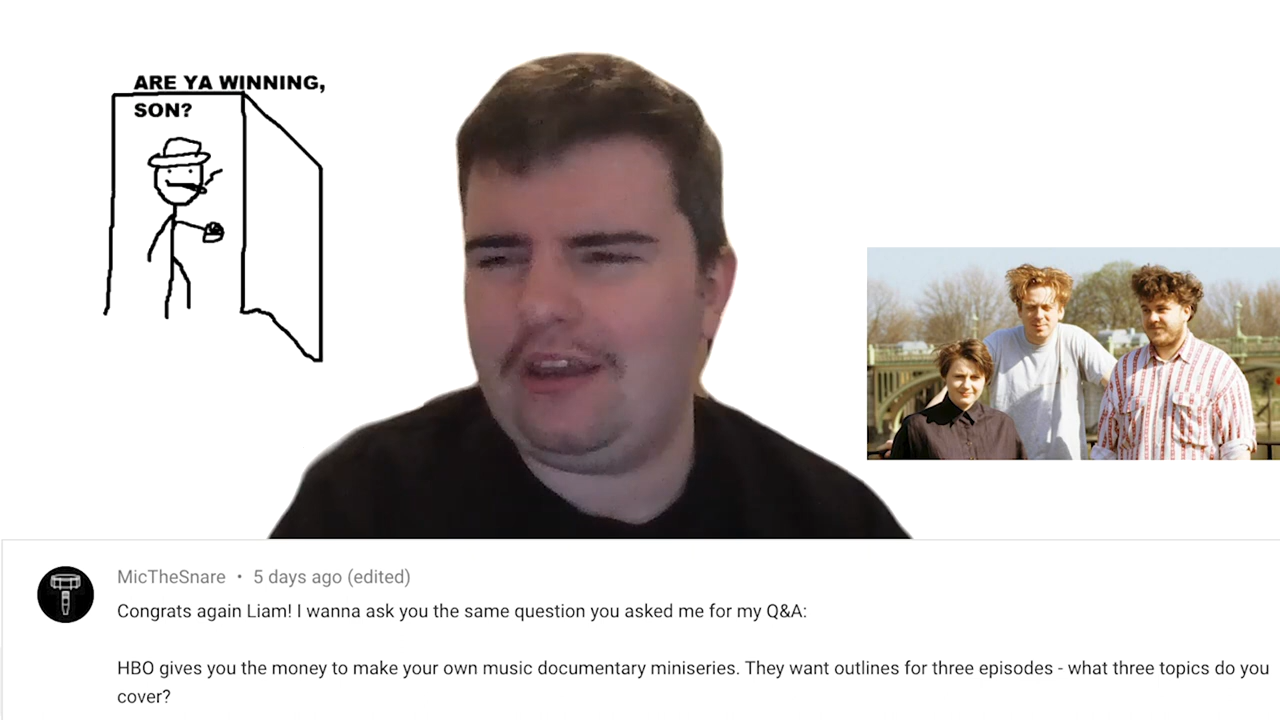 ARE YA WINNING,
SON?
MicTheSnare • 5 days ago (edited)
Congrats again Liam! I wanna ask you the same question you asked me for my Q&A:
HBO gives you the money to make your own music documentary miniseries. They want outlines for three episodes - what three topics do you
cover?